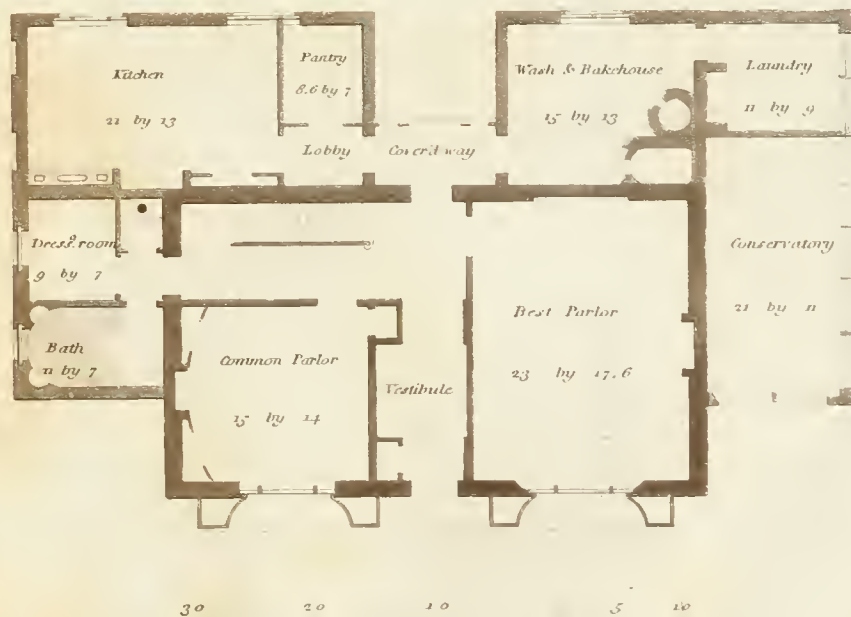 Kitchen
21 by 13
Pantry
8.6 by 7
Wash & Bakehouse
15 by 13
Laundry
11 by 9
Lobby
Cover'd way
Dress.g room
9 by 7
Bath
11 by 7
Common Parlor
15 by 14
Vestibule
Best Parlor
23 by 17.6
Conservatory
21 by 11
30 20 10 5 10